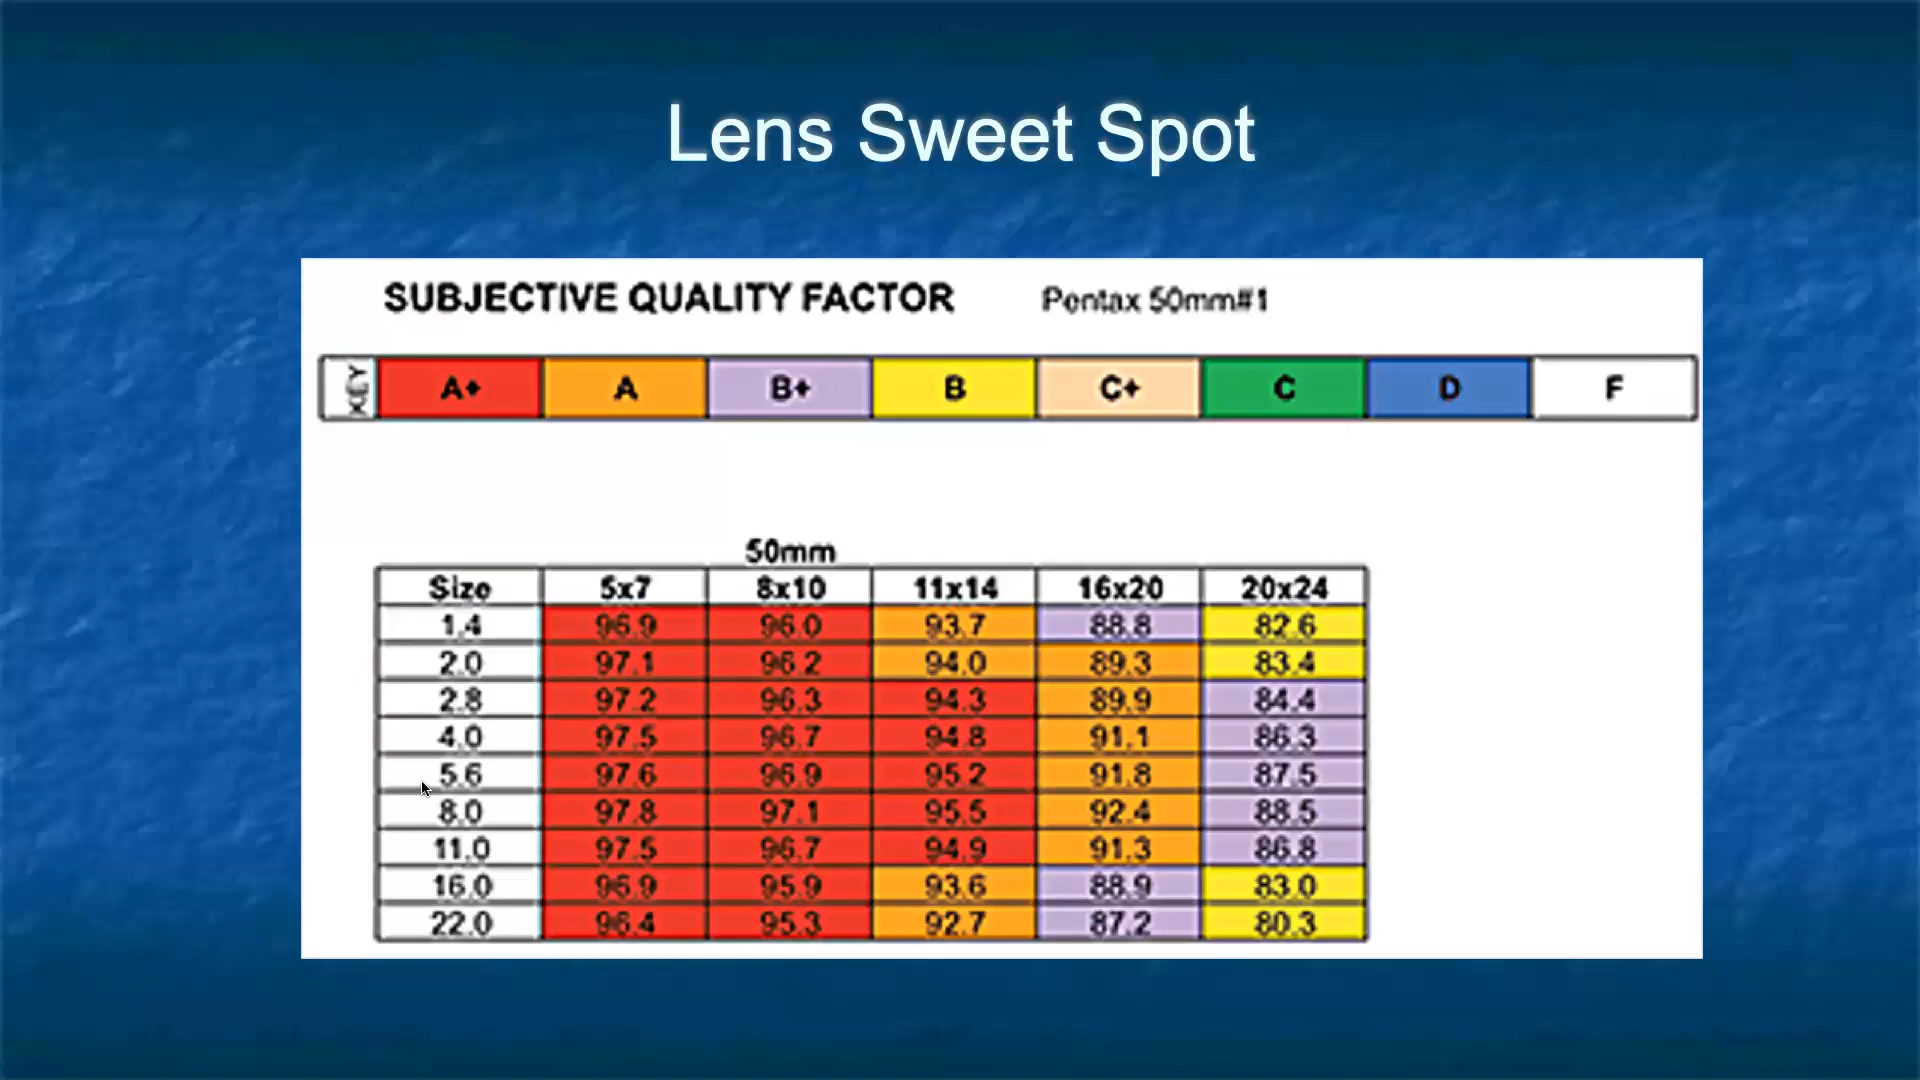 Lens Sweet Spot
SUBJECTIVE QUALITY FACTOR Pentax 50mm#1
KEY A+ A B+ B C+ C D F
50mm
Size 5x7 8x10 11x14 16x20 20x24
1.4 96.9 96.0 93.7 88.8 82.6
2.0 97.1 96.2 94.0 89.3 83.4
2.8 97.2 96.3 94.3 89.9 84.4
4.0 97.5 96.7 94.8 91.1 86.3
5.6 97.6 96.9 95.2 91.8 87.5
8.0 97.8 97.1 95.5 92.4 88.5
11.0 97.5 96.7 94.9 91.3 86.8
16.0 96.9 95.9 93.6 88.9 83.0
22.0 96.4 95.3 92.7 87.2 80.3